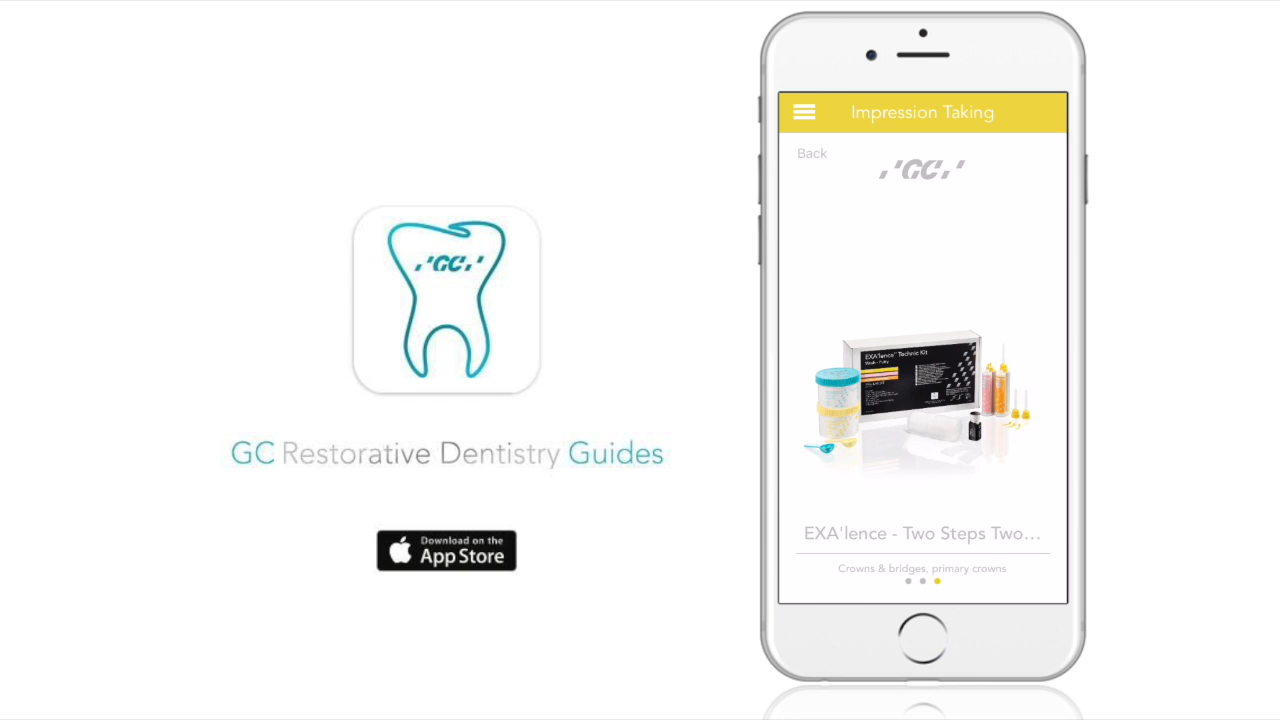 GC
GC Restorative Dentistry Guides
Download on the
App Store
Impression Taking
Back
GC
EXA'lence™ Technic Kit
EXA'lence - Two Steps Two…
Crowns & bridges, primary crowns